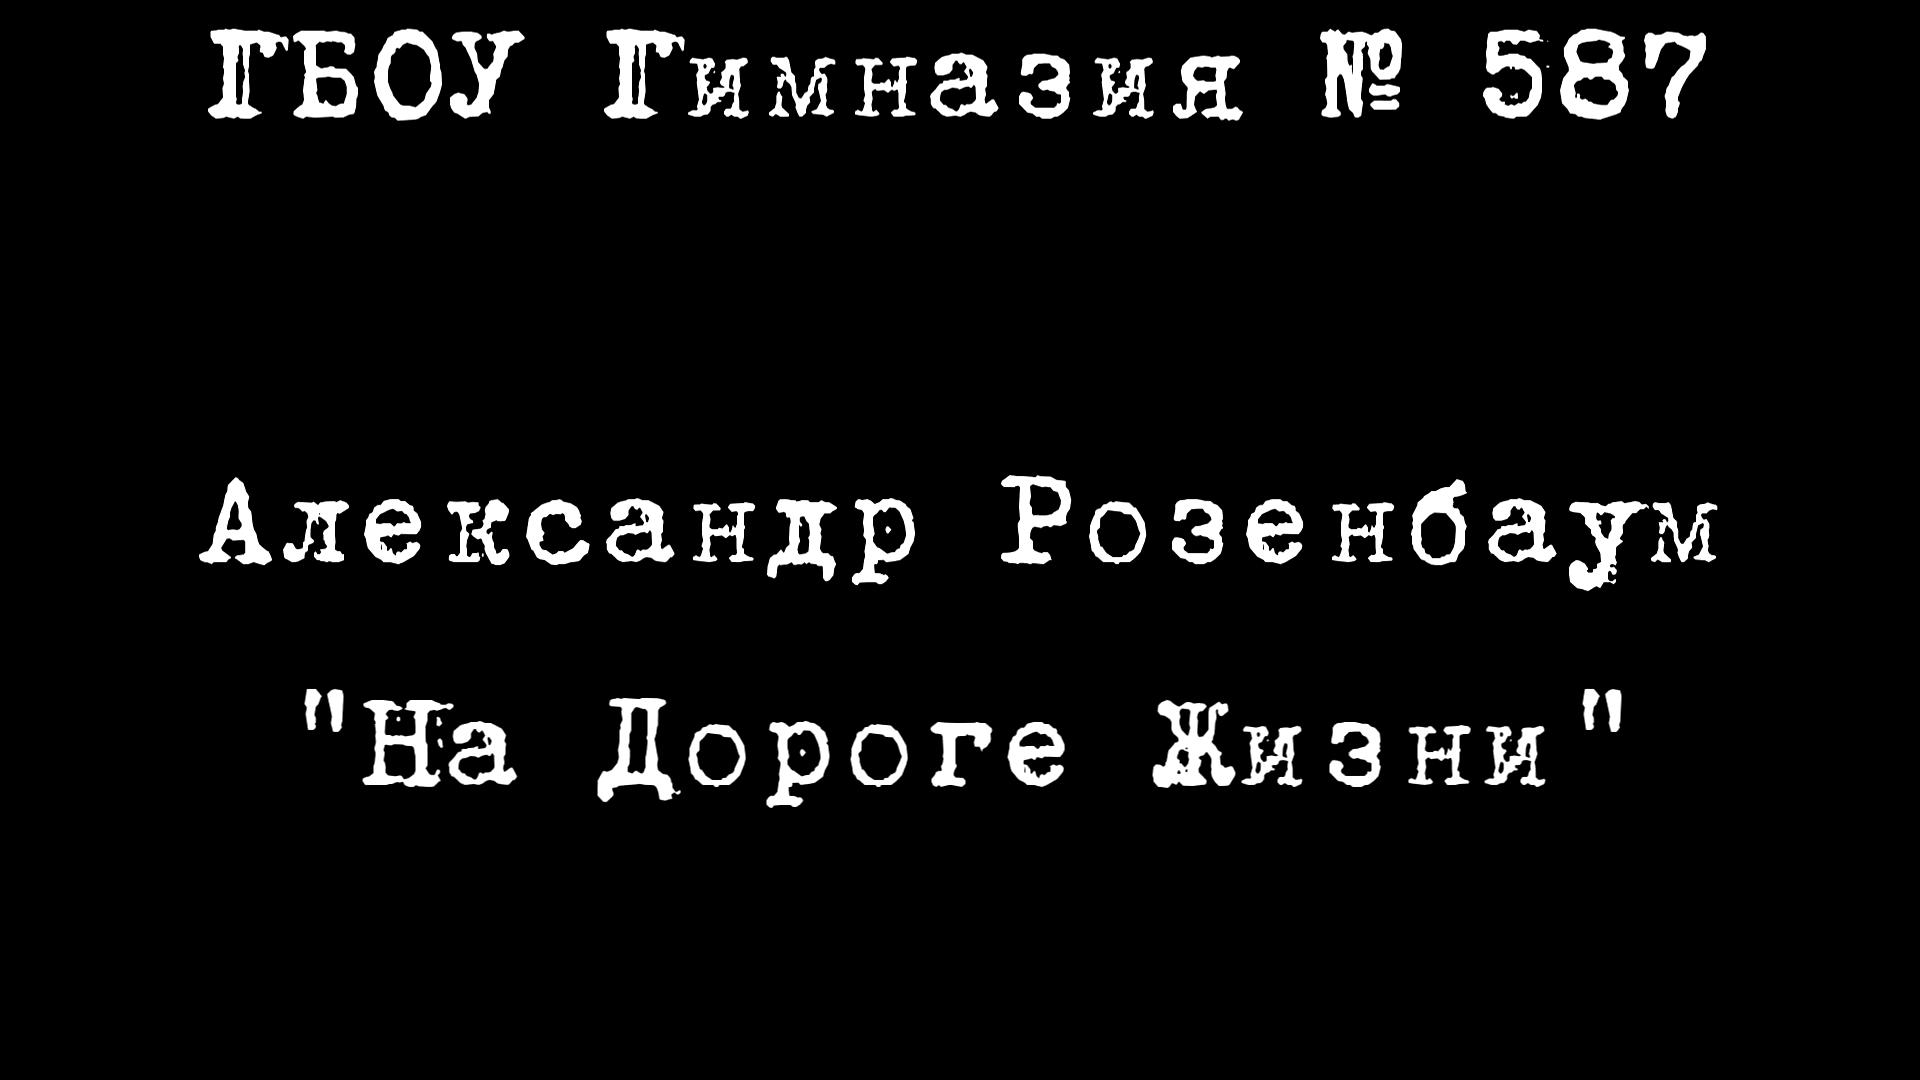 ГБОУ Гимназия № 587
Александр Розенбаум
"На Дороге Жизни"